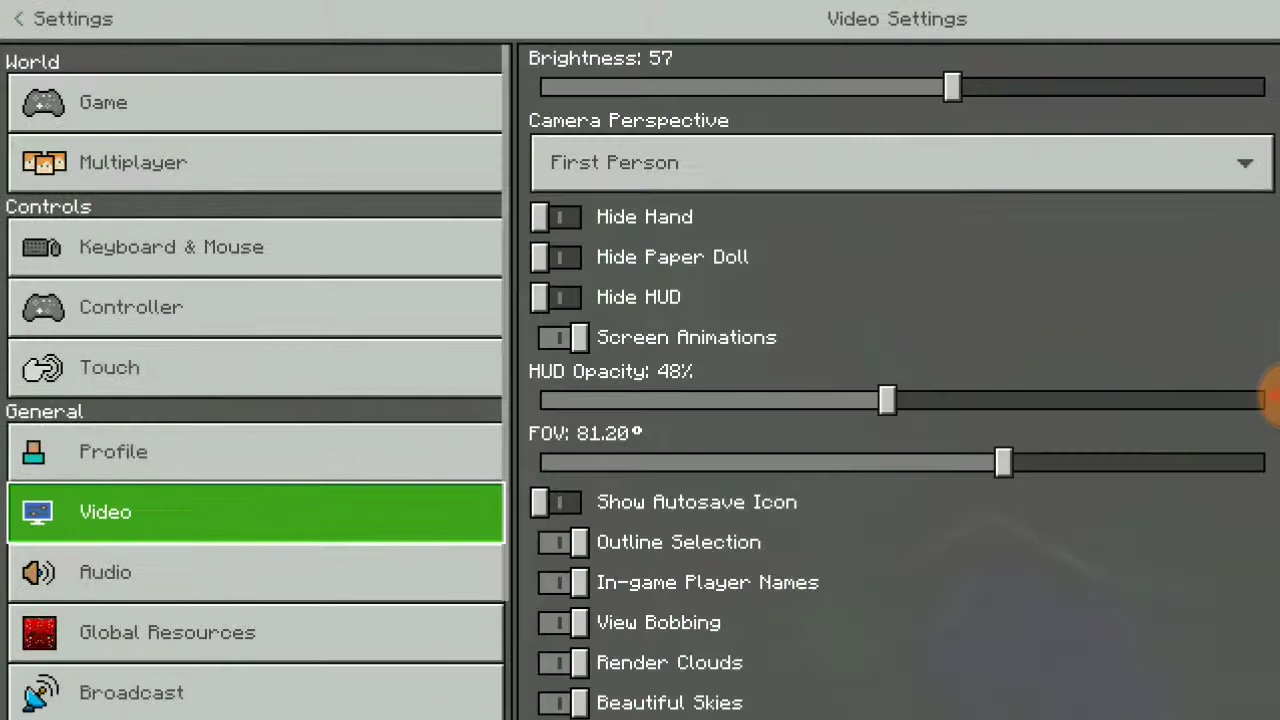 Settings
Video Settings
World
Game
Multiplayer
Controls
Keyboard & Mouse
Controller
Touch
General
Profile
Video
Audio
Global Resources
Broadcast
Brightness: 57
Camera Perspective
First Person
Hide Hand
Hide Paper Doll
Hide HUD
Screen Animations
HUD Opacity: 48%
FOV: 81.20°
Show Autosave Icon
Outline Selection
In-game Player Names
View Bobbing
Render Clouds
Beautiful Skies